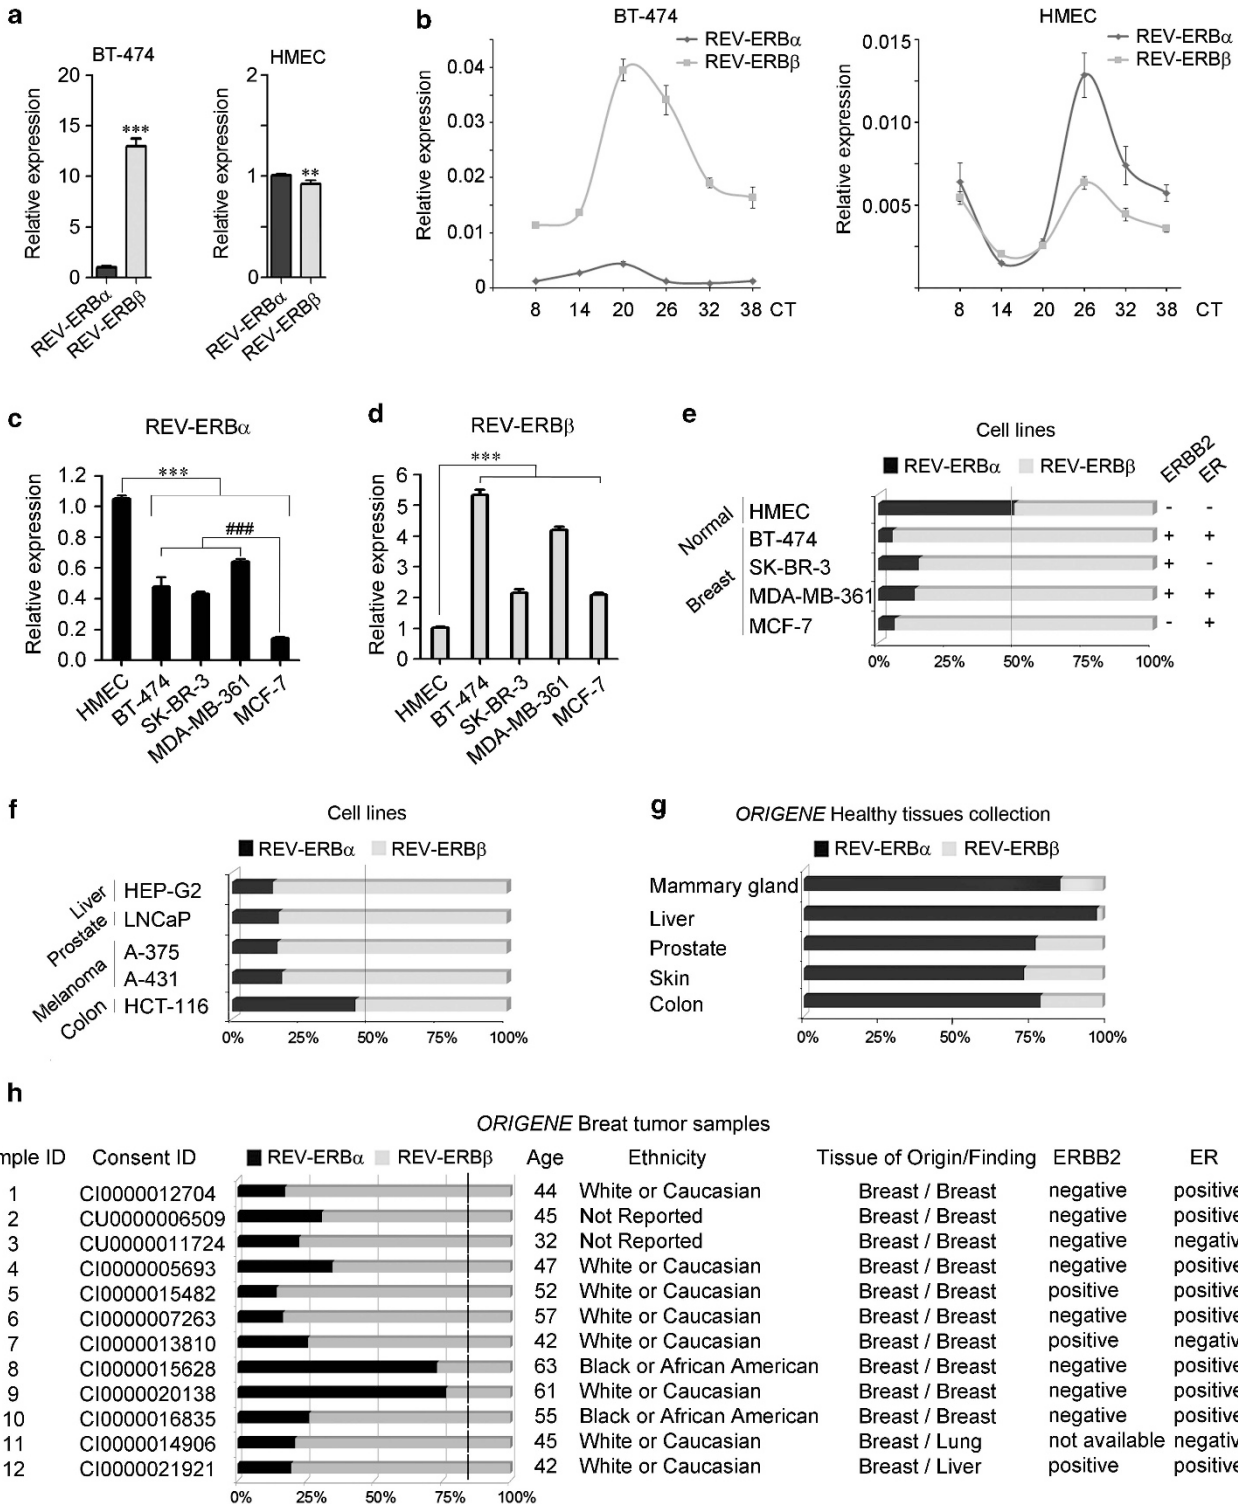 a
BT-474
Relative expression
20
15
10
5
0
***
REV-ERBα
REV-ERBβ
HMEC
Relative expression
2
1
0
**
REV-ERBα
REV-ERBβ
b
BT-474
REV-ERBα
REV-ERBβ
Relative expression
0.04
0.03
0.02
0.01
0
8 14 20 26 32 38 CT
HMEC
REV-ERBα
REV-ERBβ
Relative expression
0.015
0.010
0.005
8 14 20 26 32 38 CT
c
REV-ERBα
Relative expression
1.2
1.0
0.8
0.6
0.4
0.2
0.0
***
###
HMEC
BT-474
SK-BR-3
MDA-MB-361
MCF-7
d
REV-ERBβ
Relative expression
6
5
4
3
2
1
0
***
HMEC
BT-474
SK-BR-3
MDA-MB-361
MCF-7
e
Cell lines
REV-ERBα REV-ERBβ
ERBB2
ER
Normal
Breast
HMEC - -
BT-474 + +
SK-BR-3 + -
MDA-MB-361 + +
MCF-7 - +
0% 25% 50% 75% 100%
f
Cell lines
REV-ERBα REV-ERBβ
Liver HEP-G2
Prostate LNCaP
Melanoma A-375
A-431
Colon HCT-116
0% 25% 50% 75% 100%
g
ORIGENE Healthy tissues collection
REV-ERBα REV-ERBβ
Mammary gland
Liver
Prostate
Skin
Colon
0% 25% 50% 75% 100%
h
ORIGENE Breat tumor samples
mple ID Consent ID REV-ERBα REV-ERBβ Age Ethnicity Tissue of Origin/Finding ERBB2 ER
1 CI0000012704 44 White or Caucasian Breast / Breast negative positive
2 CU0000006509 45 Not Reported Breast / Breast negative positive
3 CU0000011724 32 Not Reported Breast / Breast negative negativ
4 CI0000005693 47 White or Caucasian Breast / Breast negative positive
5 CI0000015482 52 White or Caucasian Breast / Breast positive positive
6 CI0000007263 57 White or Caucasian Breast / Breast negative positive
7 CI0000013810 42 White or Caucasian Breast / Breast positive negativ
8 CI0000015628 63 Black or African American Breast / Breast negative positive
9 CI0000020138 61 White or Caucasian Breast / Breast negative positive
10 CI0000016835 55 Black or African American Breast / Breast negative positive
11 CI0000014906 45 White or Caucasian Breast / Lung not available negativ
12 CI0000021921 42 White or Caucasian Breast / Liver positive positive
0% 25% 50% 75% 100%